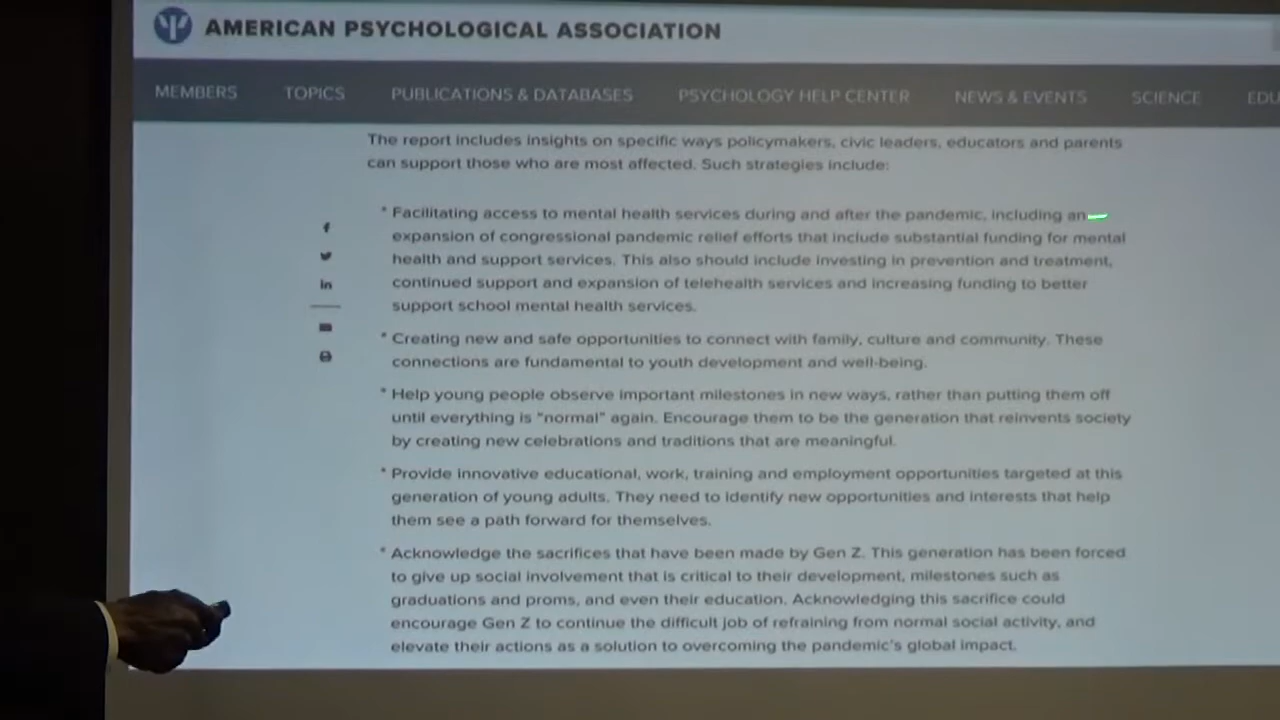 AMERICAN PSYCHOLOGICAL ASSOCIATION
MEMBERS TOPICS PUBLICATIONS & DATABASES PSYCHOLOGY HELP CENTER NEWS & EVENTS SCIENCE EDU
The report includes insights on specific ways policymakers, civic leaders, educators and parents
can support those who are most affected. Such strategies include:
* Facilitating access to mental health services during and after the pandemic, including an
expansion of congressional pandemic relief efforts that include substantial funding for mental
health and support services. This also should include investing in prevention and treatment,
continued support and expansion of telehealth services and increasing funding to better
support school mental health services.
* Creating new and safe opportunities to connect with family, culture and community. These
connections are fundamental to youth development and well-being.
* Help young people observe important milestones in new ways, rather than putting them off
until everything is "normal" again. Encourage them to be the generation that reinvents society
by creating new celebrations and traditions that are meaningful.
* Provide innovative educational, work, training and employment opportunities targeted at this
generation of young adults. They need to identify new opportunities and interests that help
them see a path forward for themselves.
* Acknowledge the sacrifices that have been made by Gen Z. This generation has been forced
to give up social involvement that is critical to their development, milestones such as
graduations and proms, and even their education. Acknowledging this sacrifice could
encourage Gen Z to continue the difficult job of refraining from normal social activity, and
elevate their actions as a solution to overcoming the pandemic's global impact.